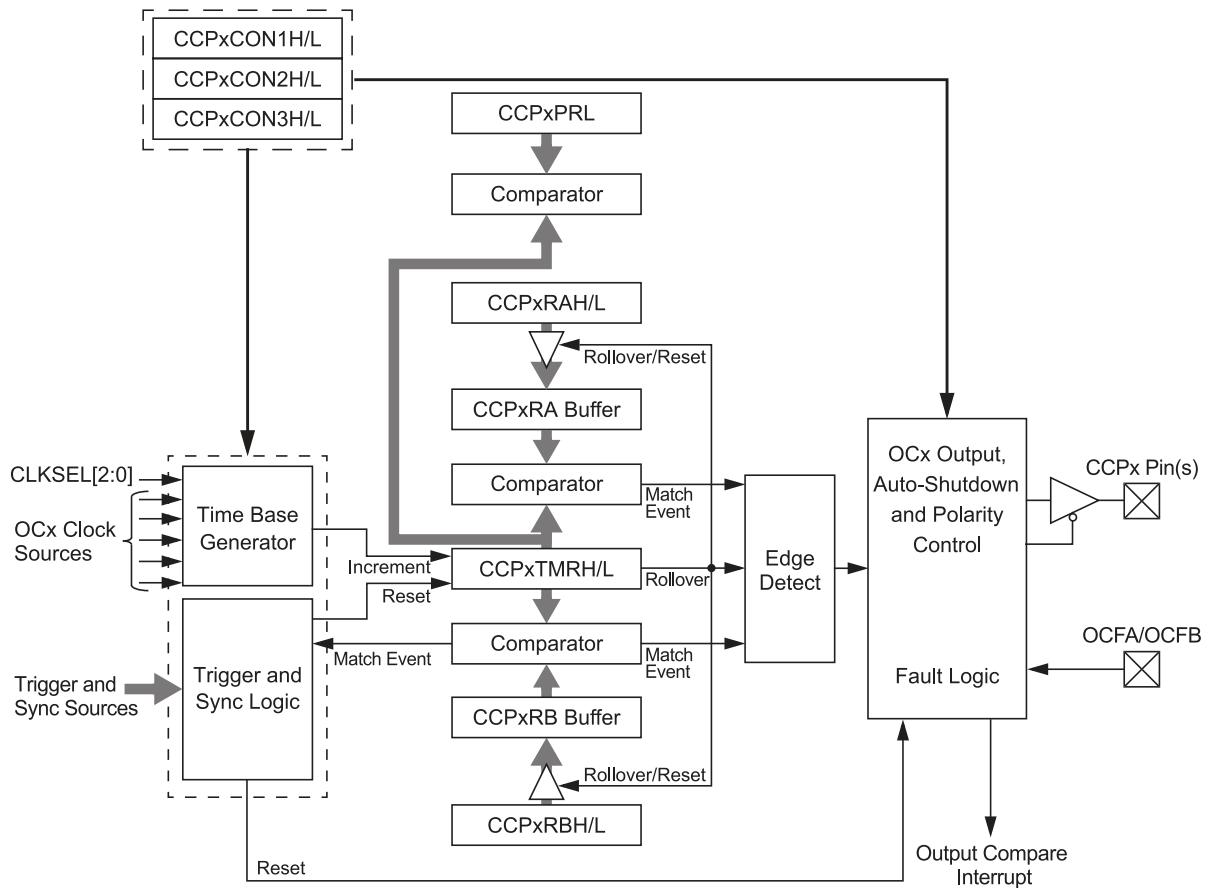 CCPxCON1H/L
CCPxCON2H/L
CCPxCON3H/L
CCPxPRL
Comparator
CCPxRAH/L
Rollover/Reset
CCPxRA Buffer
Comparator
Match
Event
CLKSEL[2:0]
OCx Clock
Sources
Time Base
Generator
Increment
Reset
CCPxTMRH/L
Rollover
Edge
Detect
OCx Output,
Auto-Shutdown
and Polarity
Control
Fault Logic
CCPx Pin(s)
OCFA/OCFB
Comparator
Match Event
Match
Event
Trigger and
Sync Sources
Trigger and
Sync Logic
CCPxRB Buffer
Rollover/Reset
CCPxRBH/L
Reset
Output Compare
Interrupt